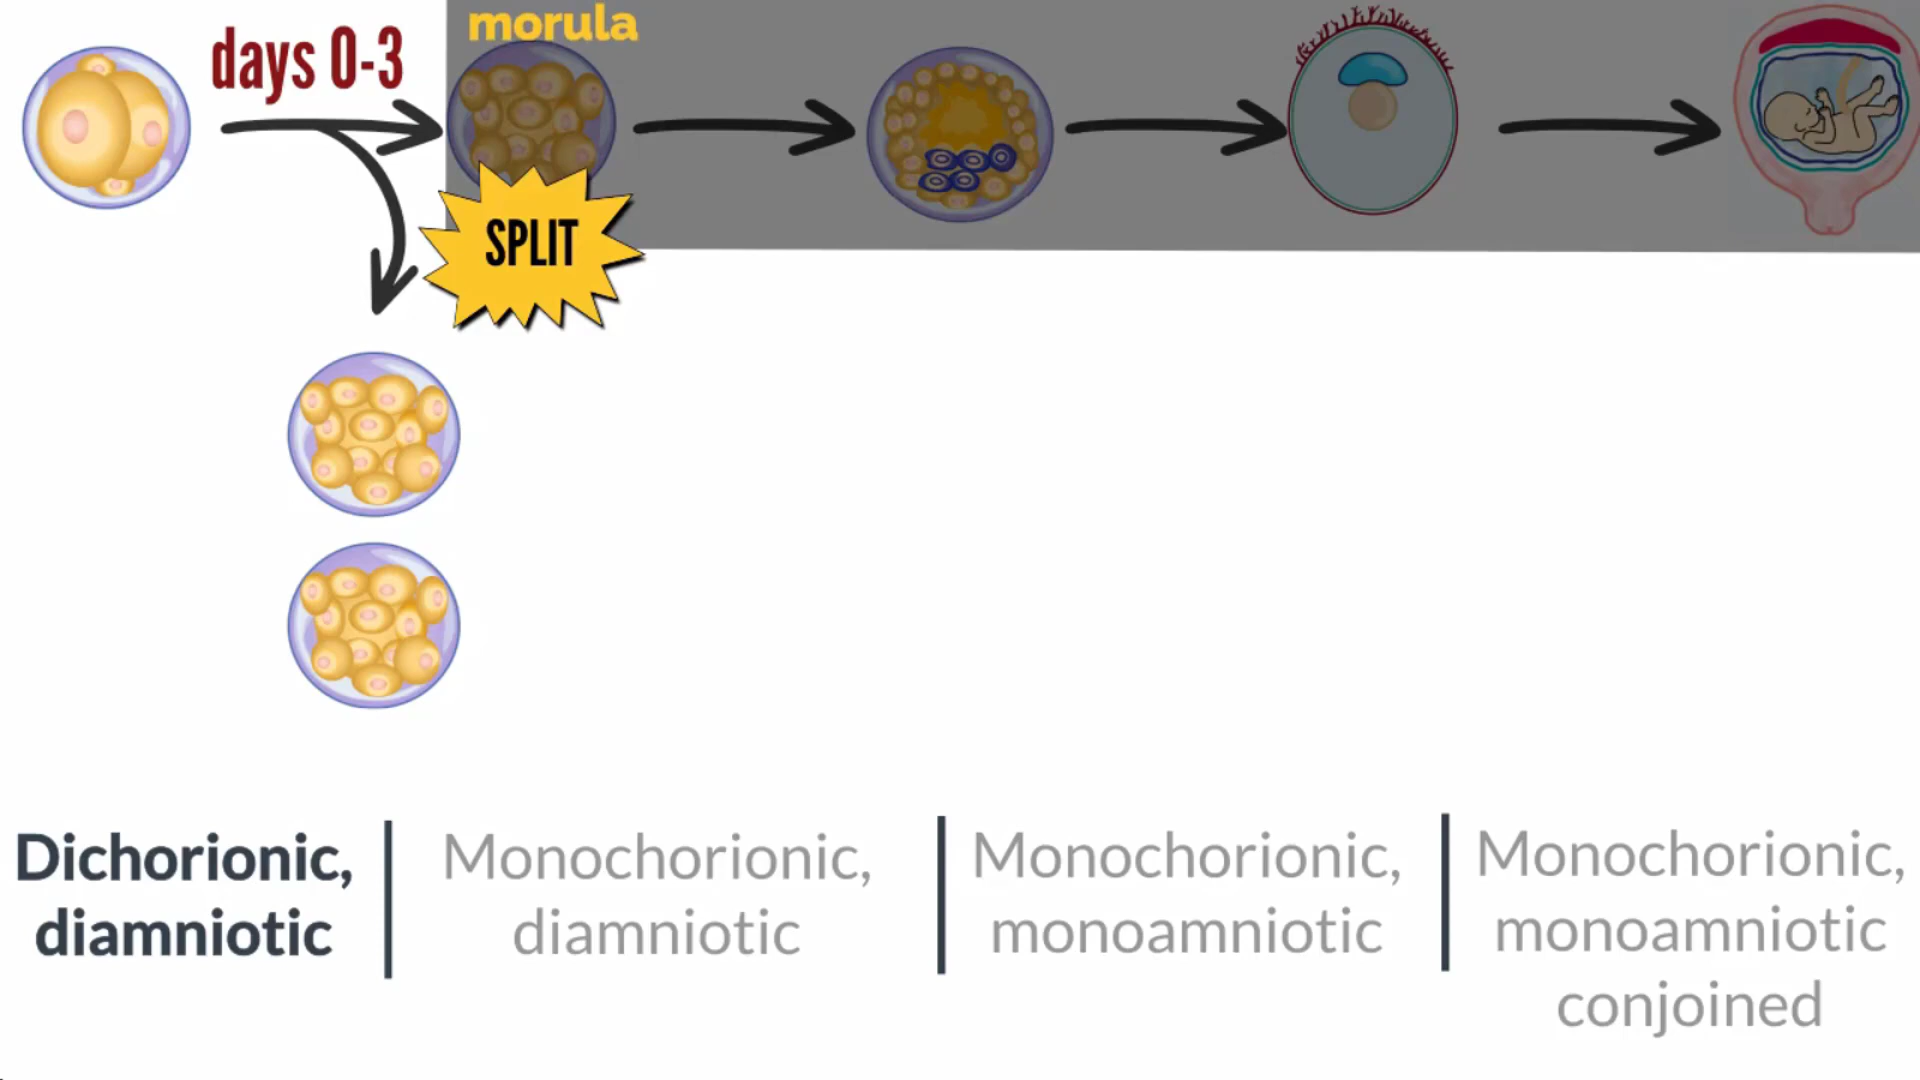 morula
days 0-3
SPLIT
Dichorionic,
diamniotic
Monochorionic,
diamniotic
Monochorionic,
monoamniotic
Monochorionic,
monoamniotic
conjoined